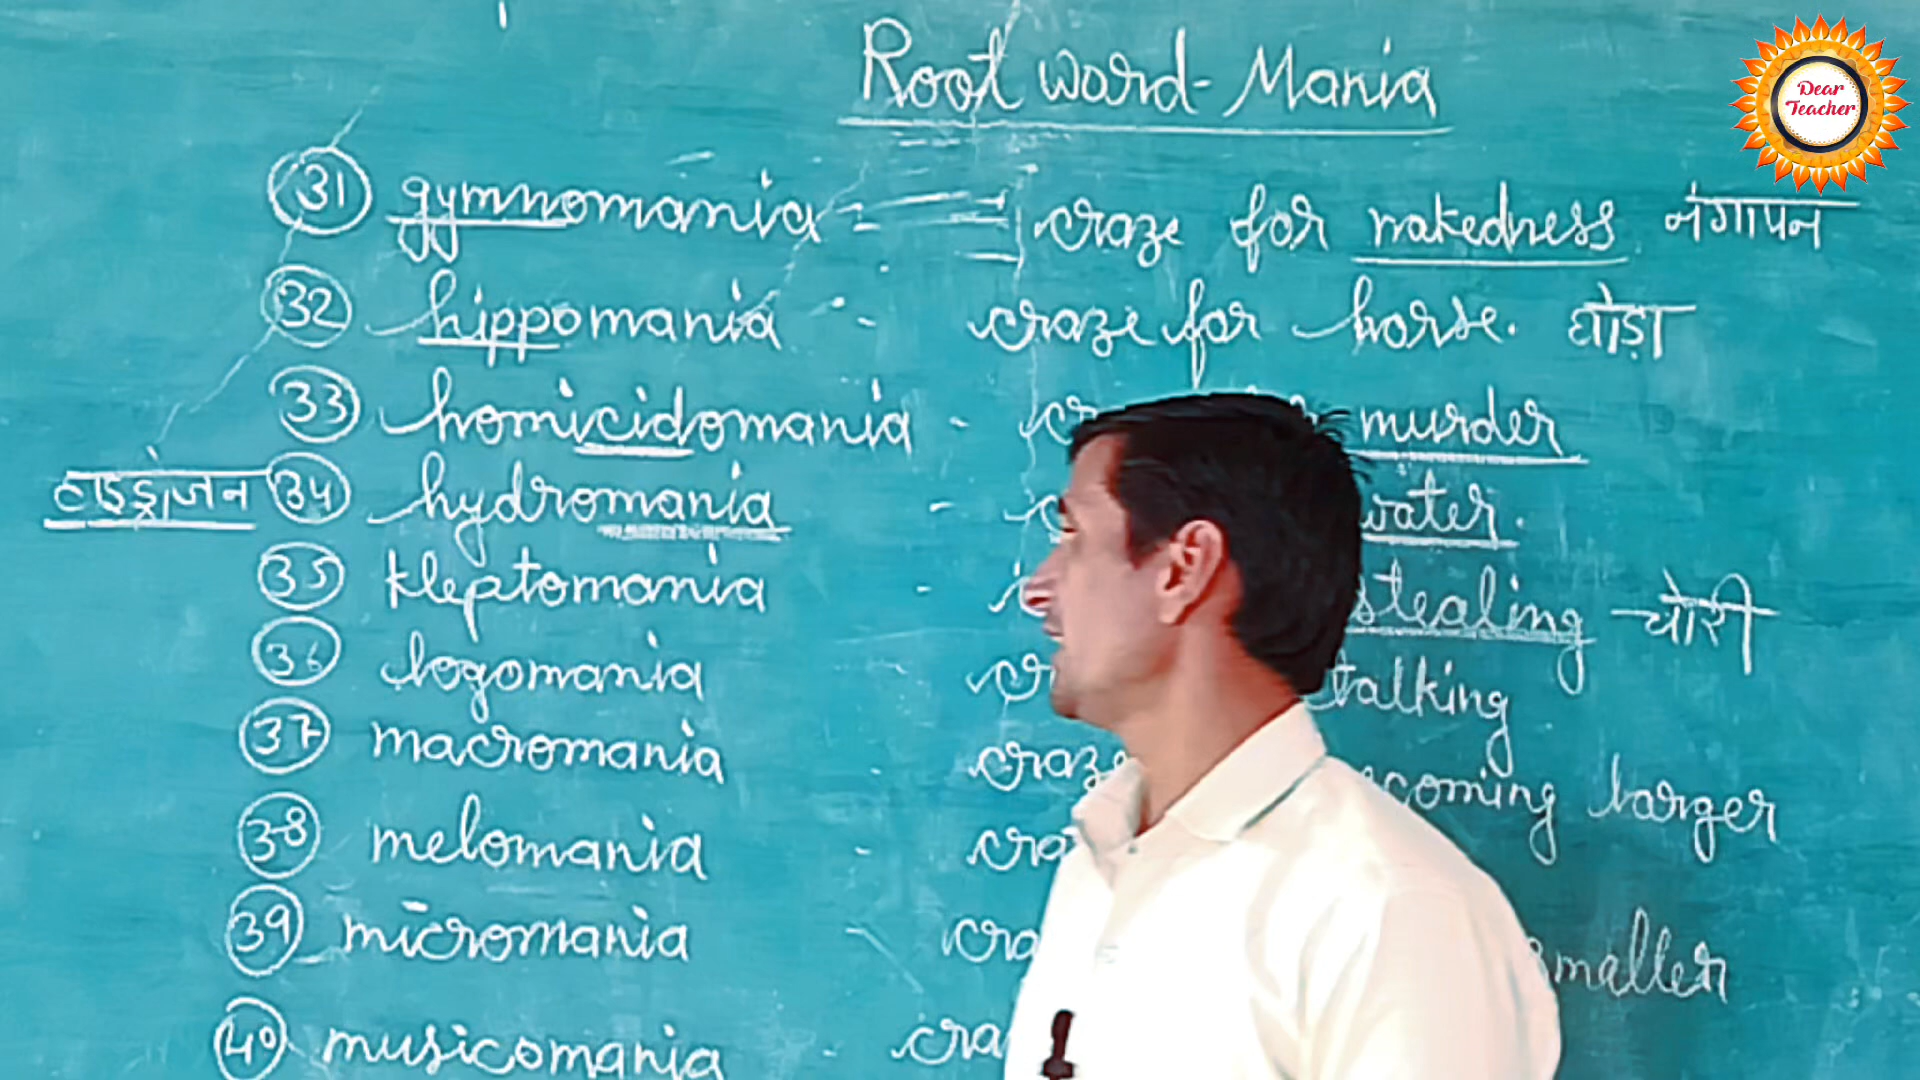 Root word - Mania
Dear
Teacher
31 gymnomania - craze for nakedness नंगापन
32 hippomania - craze for horse. घोड़ा
33 homicidomania - murder
हाइड्रोजन 34 hydromania - water.
35 kleptomania - stealing चोरी
36 logomania talking
37 macromania - craze larger
38 melomania -
39 micromania - smaller
40 musicomania -